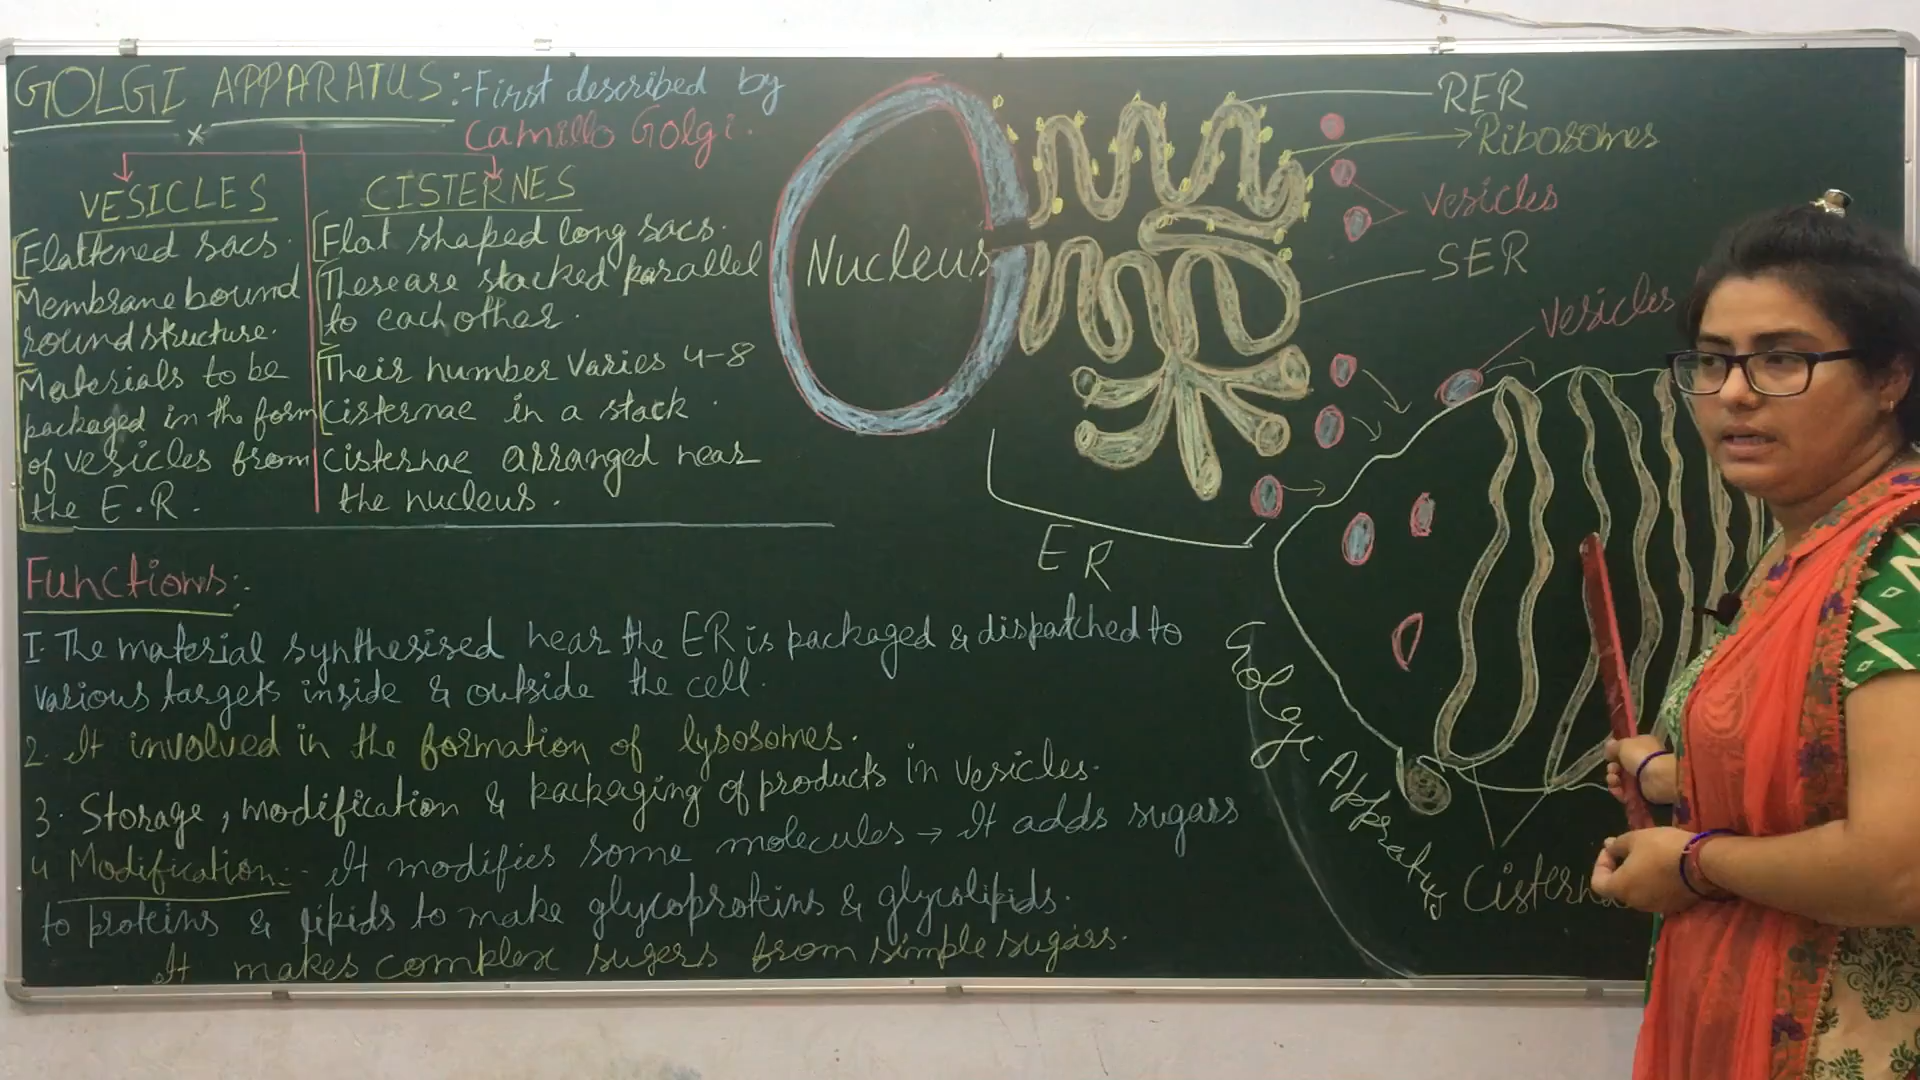 GOLGI APPARATUS:- First described by
Camillo Golgi.
VESICLES
Flattened sacs.
Membrane bound
round structure.
Materials to be
packaged in the form
of vesicles from
the E.R.
CISTERNES
Flat shaped long sacs.
These are stacked parallel
to each other.
Their number varies 4-8
cisternae in a stack.
cisternae arranged near
the nucleus.
Functions:-
I. The material synthesised near the ER is packaged & dispatched to
various targets inside & outside the cell.
2. It involved in the formation of lysosomes.
3. Storage, modification & packaging of products in vesicles.
4 Modification:- It modifies some molecules → It adds sugars
to proteins & lipids to make glycoproteins & glycolipids.
It makes complex sugers from simple sugars.
Nucleus
RER
Ribosomes
vesicles
SER
vesicles
ER
Golgi Apparatus